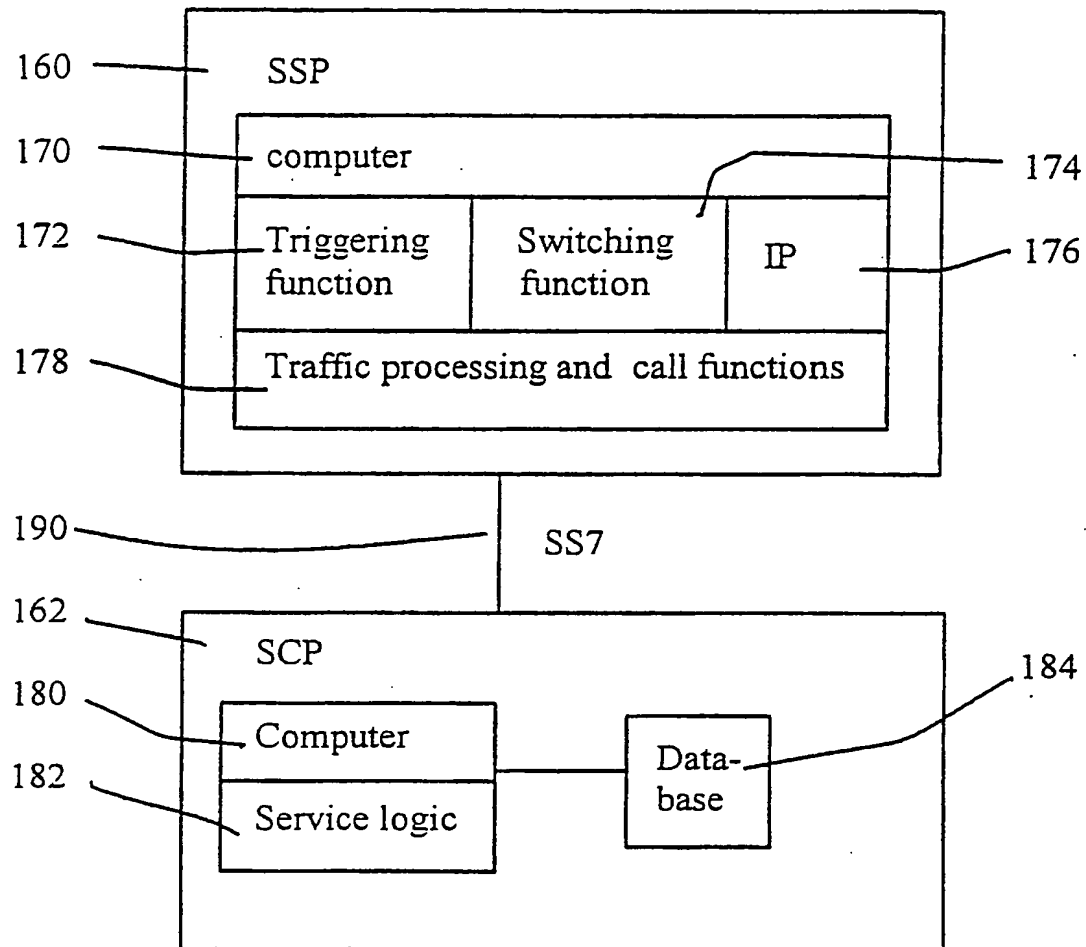 160
SSP
170
computer
174
172
Triggering
function
Switching
function
IP
176
178
Traffic processing and call functions
190
SS7
162
SCP
184
180
Computer
Data-
base
182
Service logic